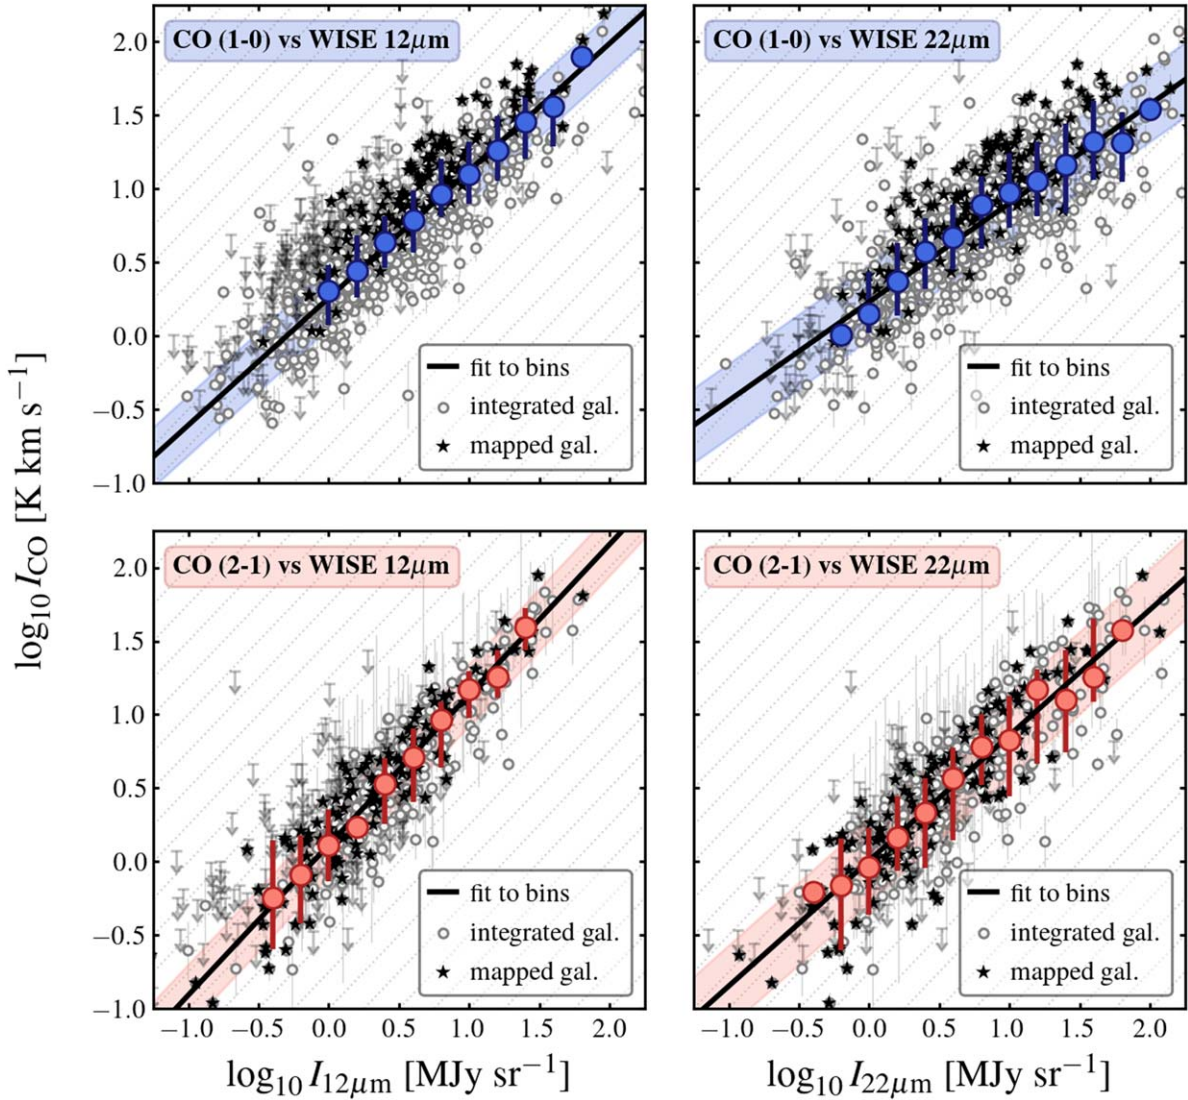 CO (1-0) vs WISE 12μm
CO (1-0) vs WISE 22μm
2.0
1.5
1.0
0.5
0.0
−0.5
−1.0
fit to bins
integrated gal.
mapped gal.
fit to bins
integrated gal.
mapped gal.
log₁₀ I_CO [K km s⁻¹]
CO (2-1) vs WISE 12μm
CO (2-1) vs WISE 22μm
2.0
1.5
1.0
0.5
0.0
−0.5
−1.0
fit to bins
integrated gal.
mapped gal.
fit to bins
integrated gal.
mapped gal.
−1.0 −0.5 0.0 0.5 1.0 1.5 2.0
−1.0 −0.5 0.0 0.5 1.0 1.5 2.0
log₁₀ I₁₂μm [MJy sr⁻¹]
log₁₀ I₂₂μm [MJy sr⁻¹]